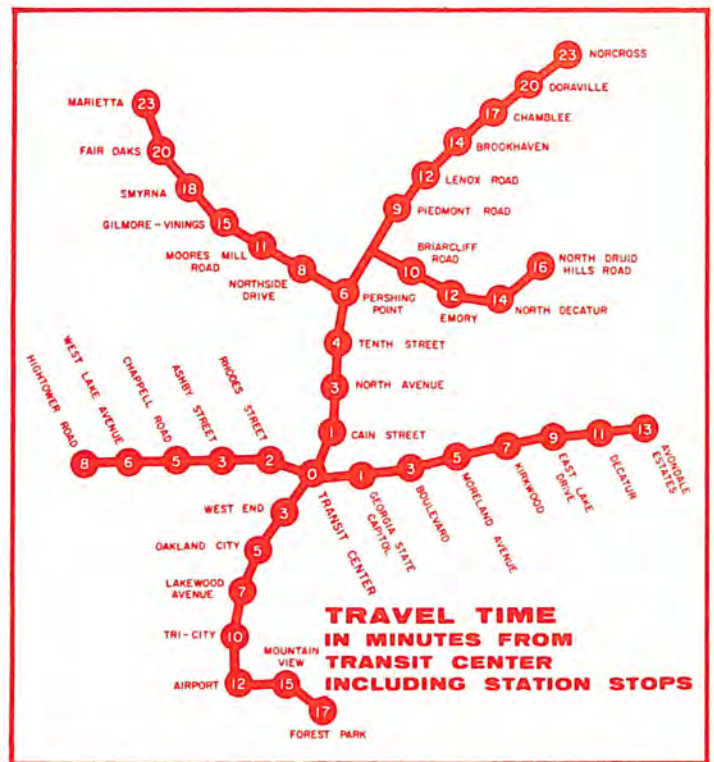 23 NORCROSS
20 DORAVILLE
MARIETTA 23
17 CHAMBLEE
14 BROOKHAVEN
FAIR OAKS 20
12 LENOX ROAD
SMYRNA 18
9 PIEDMONT ROAD
GILMORE-VININGS 15
MOORES MILL
ROAD
11
BRIARCLIFF
ROAD
10
NORTH DRUID
HILLS ROAD
16
NORTHSIDE
DRIVE
8
6 PERSHING
POINT
12
EMORY
14
NORTH DECATUR
4 TENTH STREET
3 NORTH AVENUE
1 CAIN STREET
HIGHTOWER ROAD
8
WEST LAKE AVENUE
6
CHAPPELL ROAD
5
ASHBY STREET
3
RHODES STREET
2
0
TRANSIT CENTER
1
GEORGIA STATE
CAPITOL
3
BOULEVARD
5
MORELAND AVENUE
7
KIRKWOOD
9
EAST LAKE
DRIVE
11
DECATUR
13
AVONDALE
ESTATES
WEST END 3
OAKLAND CITY 5
LAKEWOOD
AVENUE
7
TRI-CITY 10
AIRPORT 12
MOUNTAIN
VIEW
15
17
FOREST PARK
TRAVEL TIME
IN MINUTES FROM
TRANSIT CENTER
INCLUDING STATION STOPS